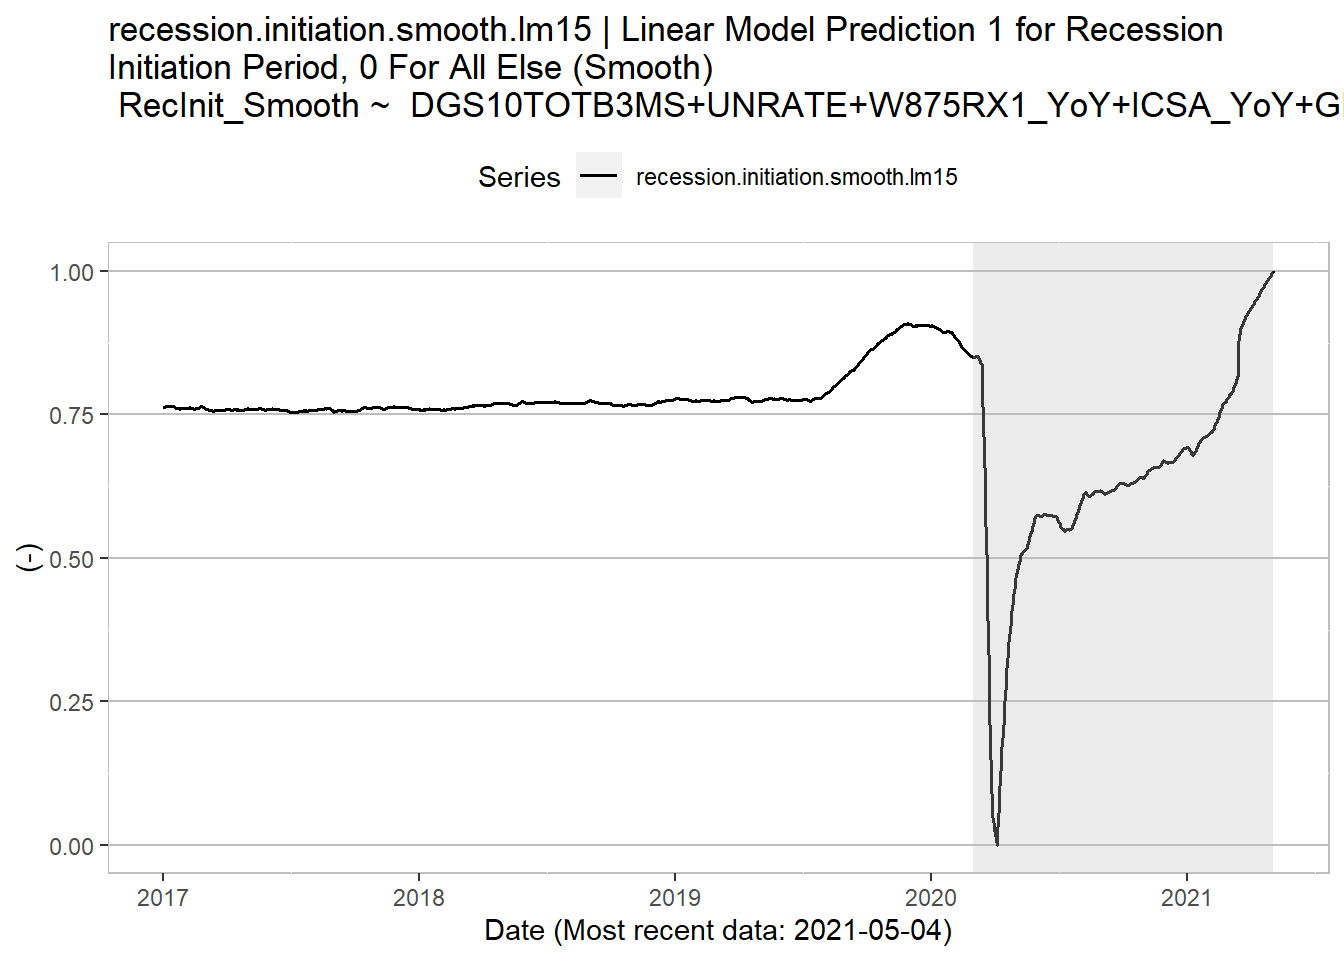 recession.initiation.smooth.lm15 | Linear Model Prediction 1 for Recession
Initiation Period, 0 For All Else (Smooth)
RecInit_Smooth ~ DGS10TOTB3MS+UNRATE+W875RX1_YoY+ICSA_YoY+
Series
recession.initiation.smooth.lm15
1.00
0.75
0.50
0.25
0.00
(-)
2017 2018 2019 2020 2021
Date (Most recent data: 2021-05-04)